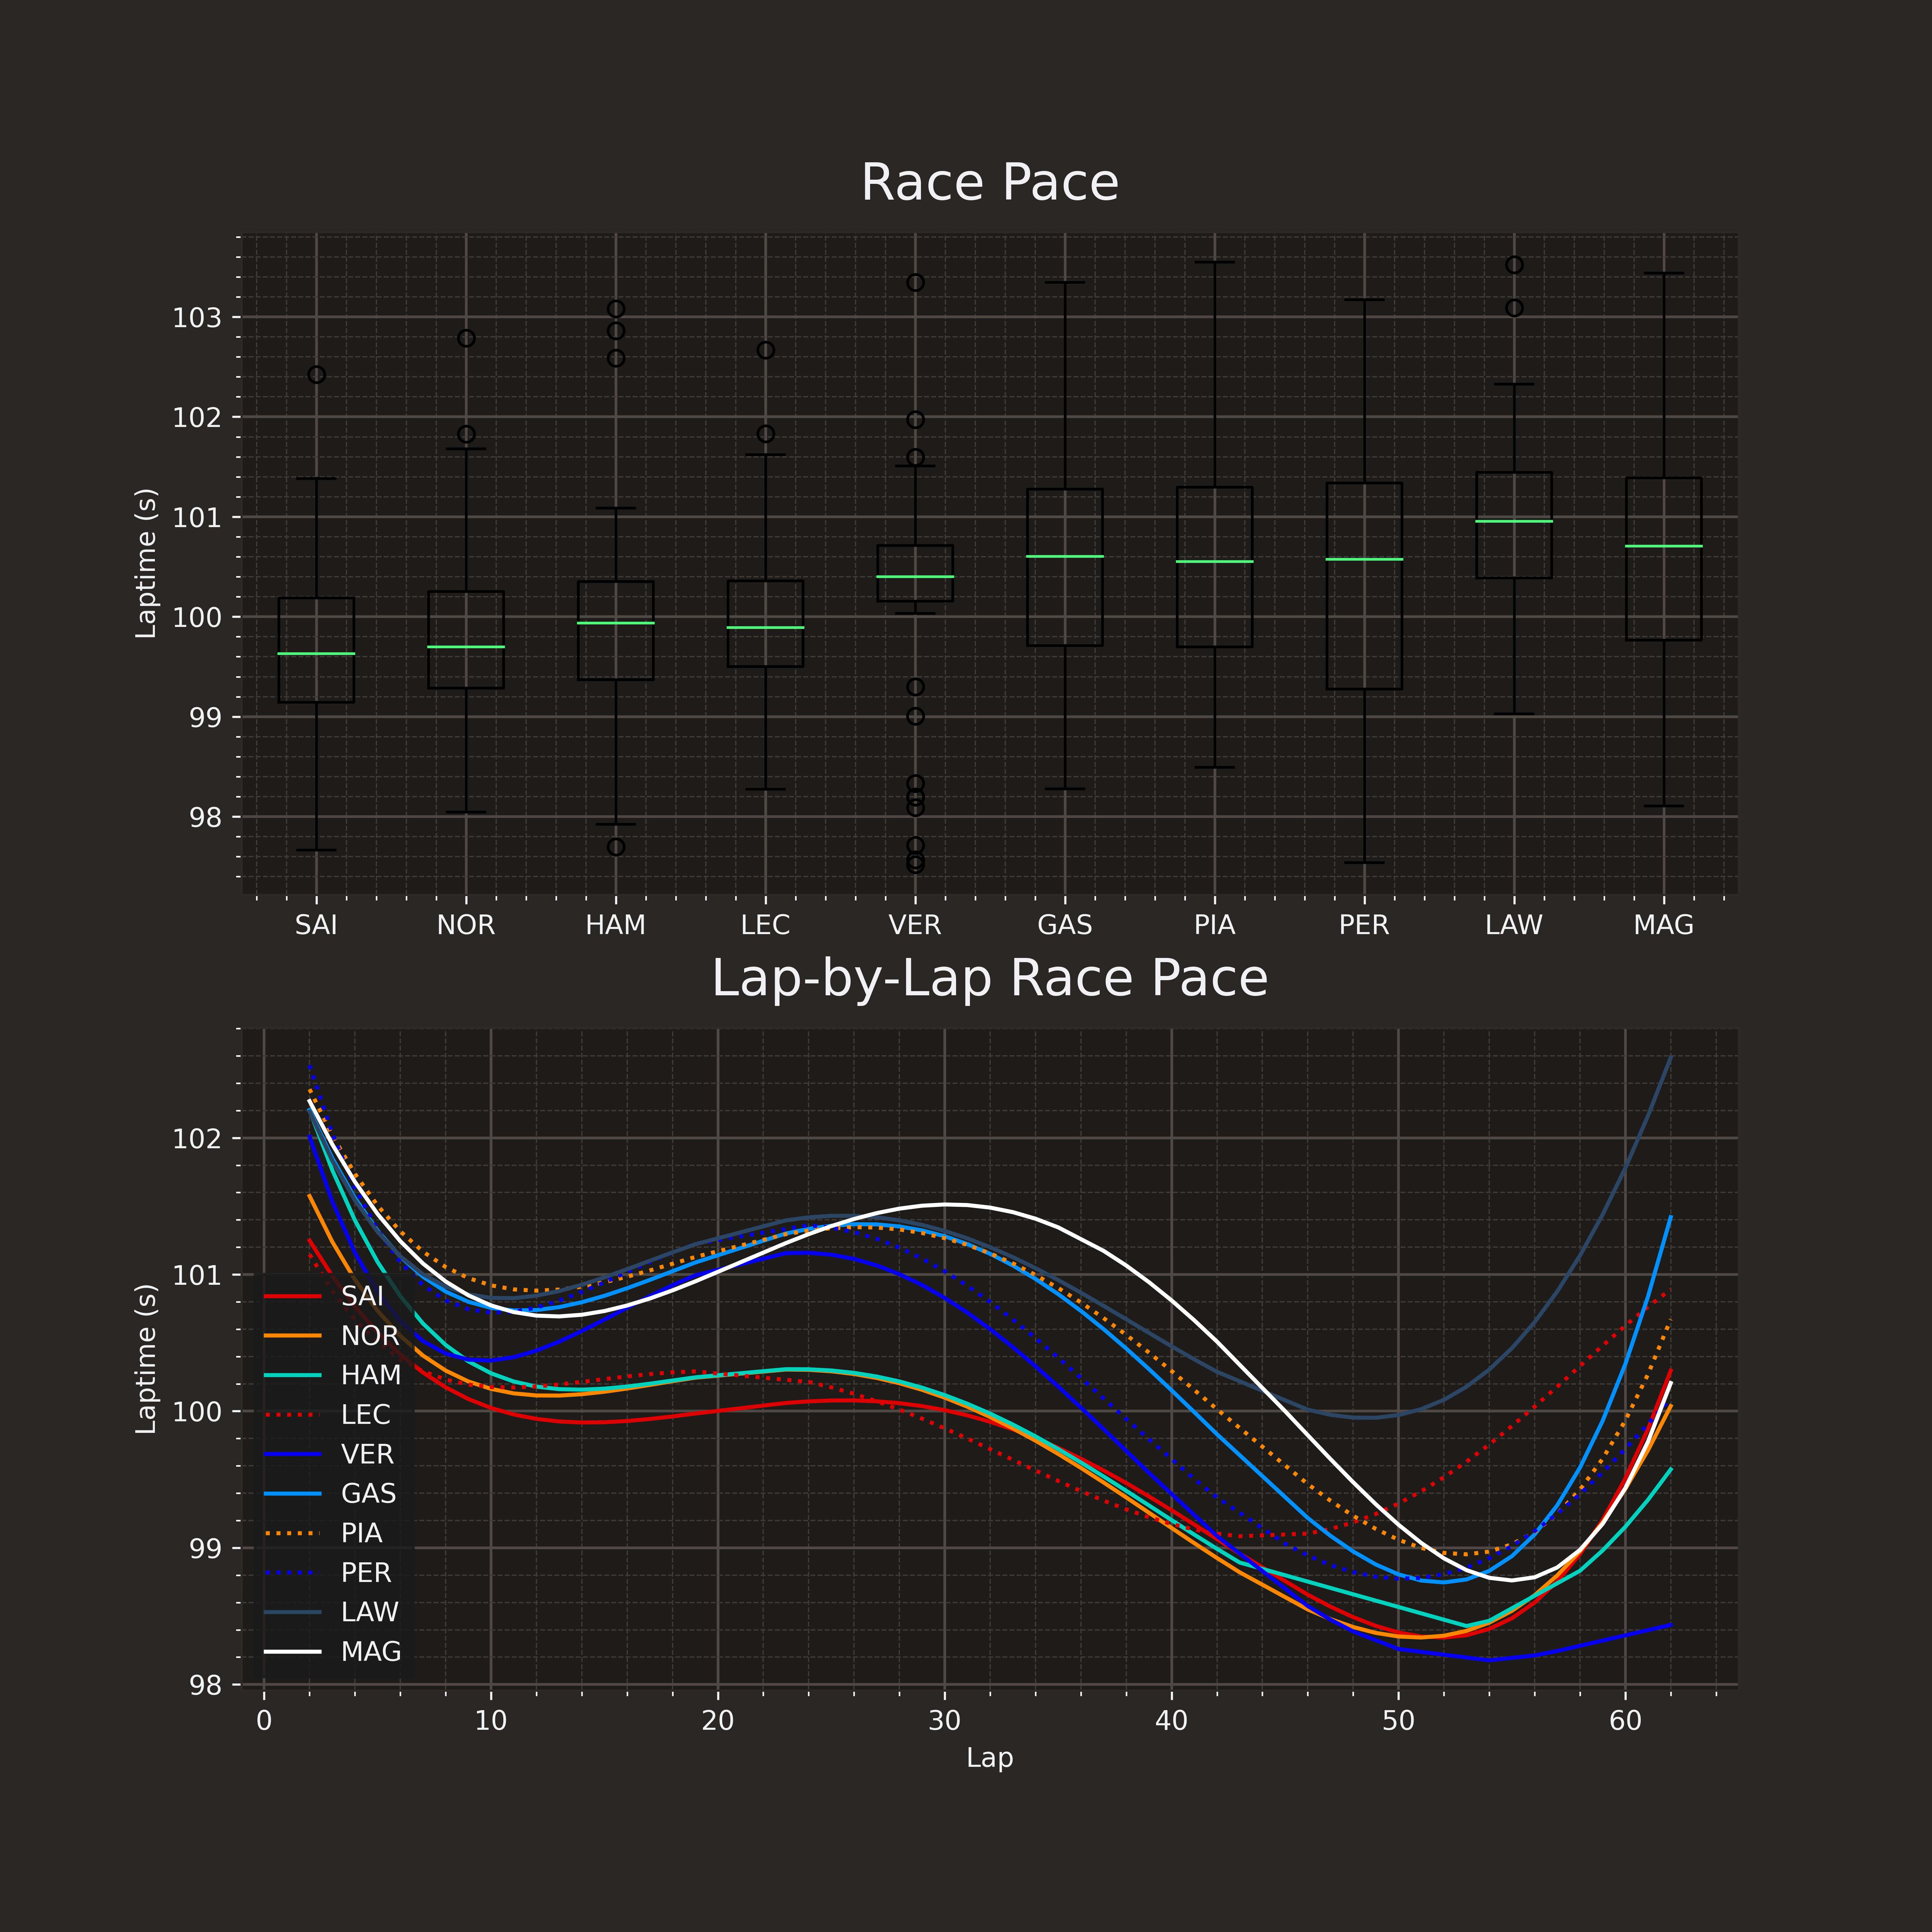 Race Pace
Laptime (s)
103
102
101
100
99
98
SAI NOR HAM LEC VER GAS PIA PER LAW MAG
Lap-by-Lap Race Pace
Laptime (s)
102
101
100
99
98
SAI
NOR
HAM
LEC
VER
GAS
PIA
PER
LAW
MAG
0 10 20 30 40 50 60
Lap